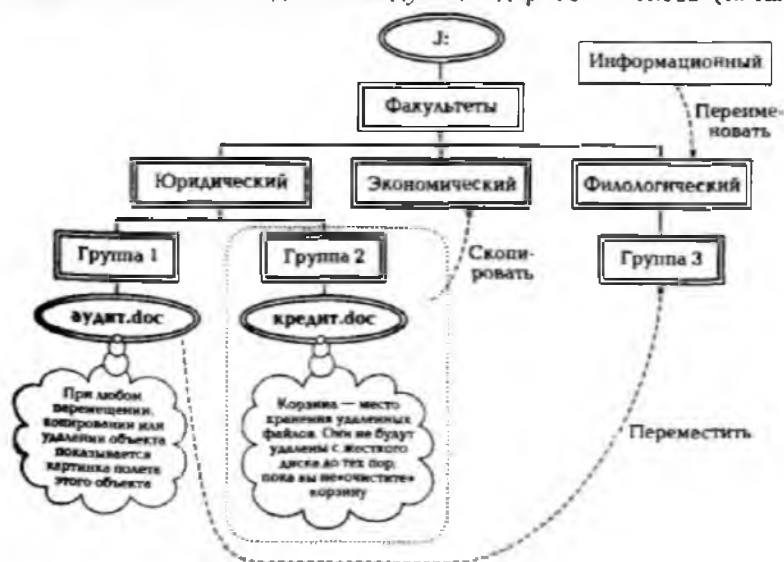 J:
Информационный
Факультеты
Переиме-
новать
Юридический
Экономический
Филологический
Группа 1
Группа 2
Скопи-
ровать
Группа 3
аудит.doc
кредит.doc
При любом
перемещении,
копировании или
удалении объекта
показывается
картинка полета
этого объекта
Корзина — место
хранения удаленных
файлов. Они не будут
удалены с жесткого
диска до тех пор,
пока вы не «очистите»
корзину
Переместить